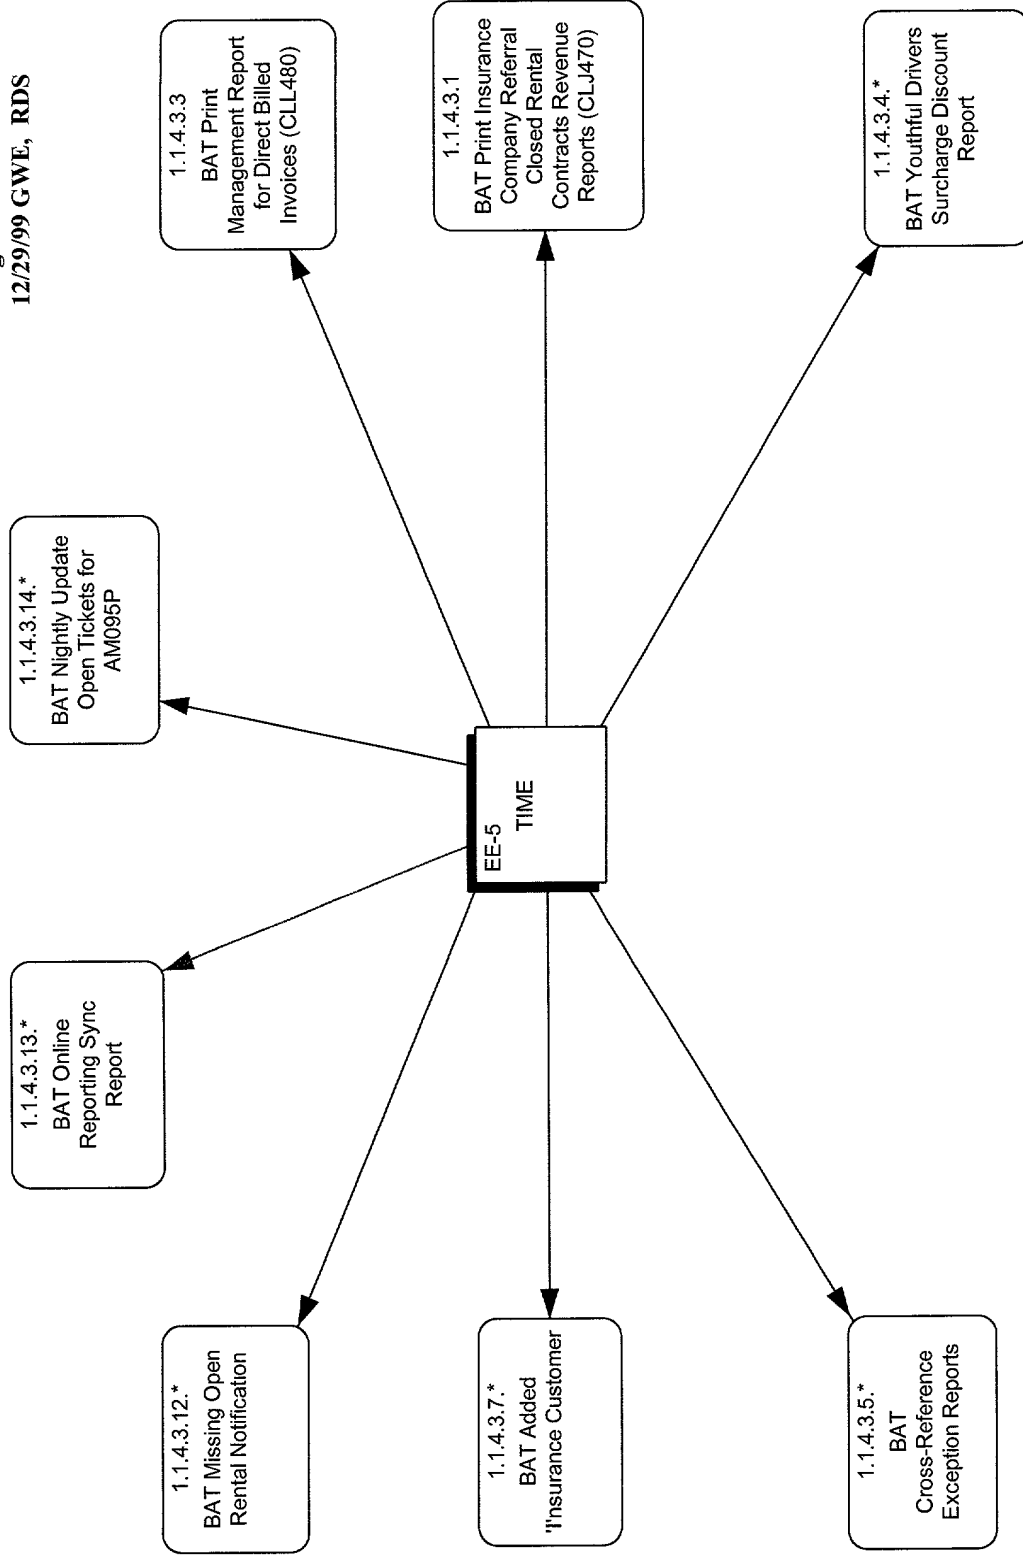 12/29/99 GWE, RDS
1.1.4.3.13.*
BAT Online
Reporting Sync
Report
1.1.4.3.14.*
BAT Nightly Update
Open Tickets for
AM095P
1.1.4.3.12.*
BAT Missing Open
Rental Notification
1.1.4.3.3
BAT Print
Management Report
for Direct Billed
Invoices (CLL480)
1.1.4.3.7.*
BAT Added
'I'nsurance Customer
EE-5
TIME
1.1.4.3.1
BAT Print Insurance
Company Referral
Closed Rental
Contracts Revenue
Reports (CLJ470)
1.1.4.3.5.*
BAT
Cross-Reference
Exception Reports
1.1.4.3.4.*
BAT Youthful Drivers
Surcharge Discount
Report